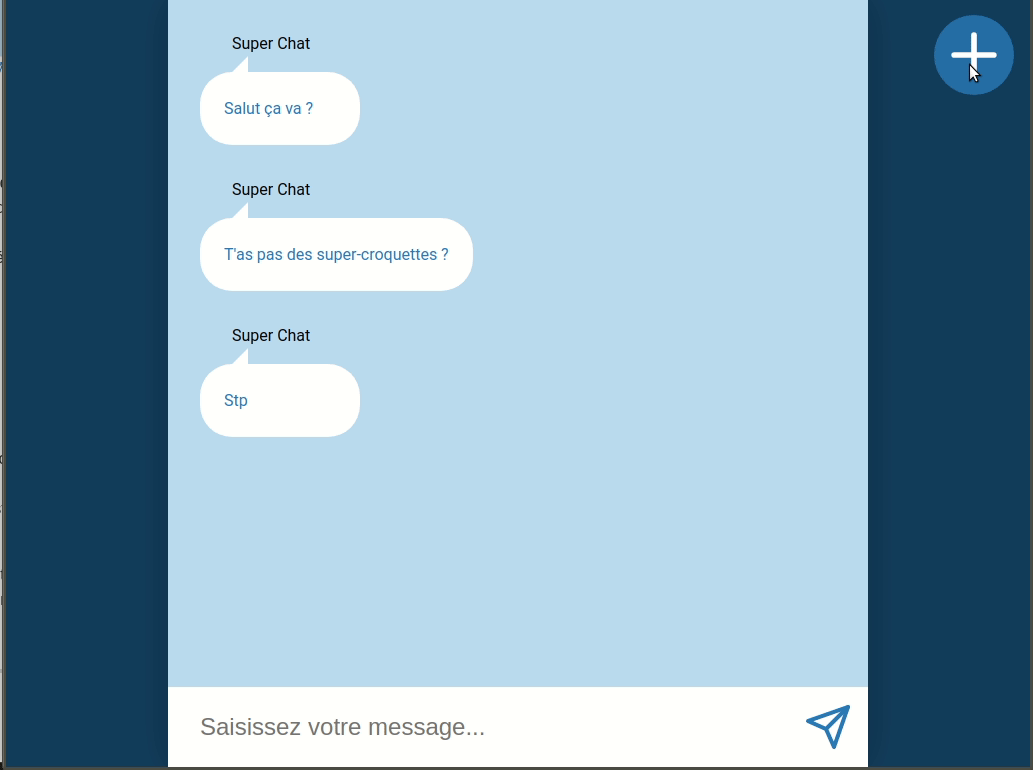 Super Chat
Salut ça va ?
Super Chat
T'as pas des super-croquettes ?
Super Chat
Stp
Saisissez votre message...